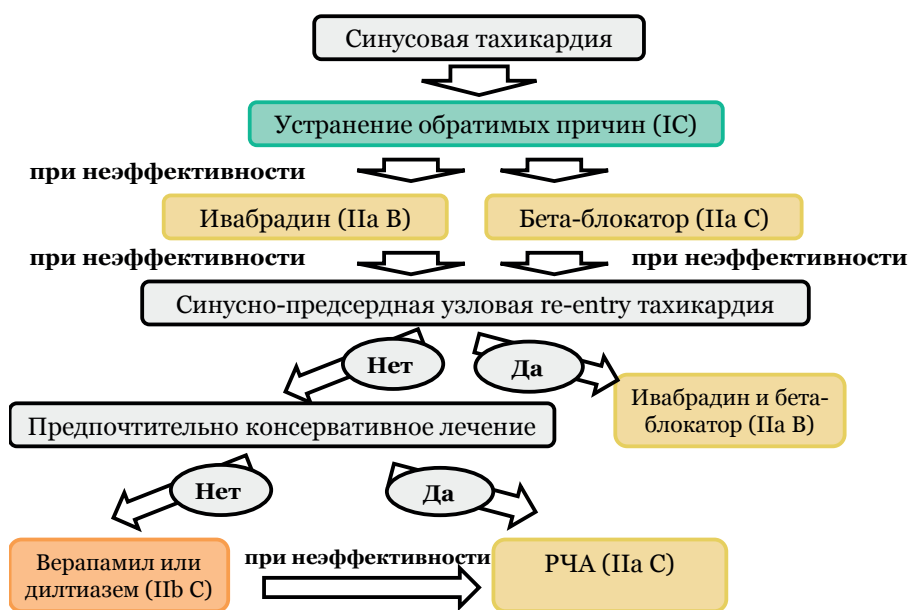 Синусовая тахикардия
Устранение обратимых причин (IC)
при неэффективности
Ивабрадин (IIa B)
Бета-блокатор (IIa C)
при неэффективности
при неэффективности
Синусно-предсердная узловая re-entry тахикардия
Нет
Да
Ивабрадин и бета-
блокатор (IIa B)
Предпочтительно консервативное лечение
Нет
Да
Верапамил или
дилтиазем (IIb C)
при неэффективности
РЧА (IIa C)